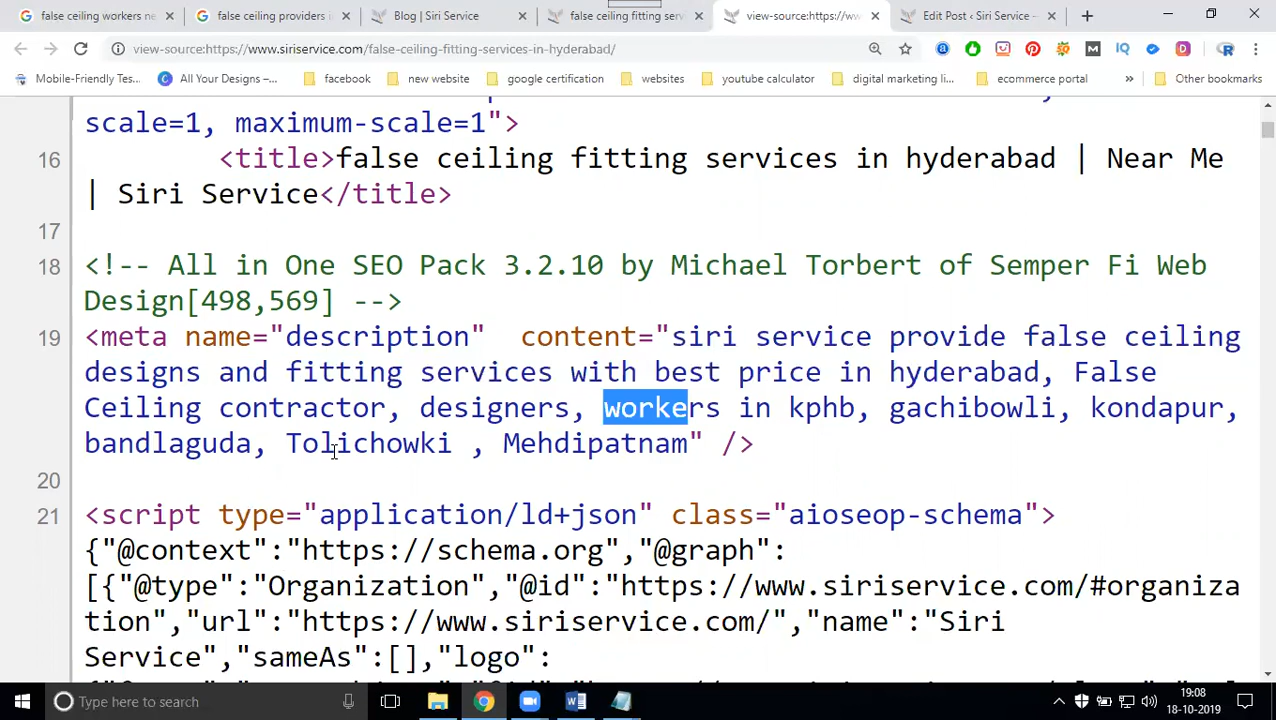 false ceiling workers ne
false ceiling providers
Blog | Siri Service
false ceiling fitting serv
view-source:https://ww
Edit Post ‹ Siri Service —
view-source:https://www.siriservice.com/false-ceiling-fitting-services-in-hyderabad/
Mobile-Friendly Tes...
All Your Designs –...
facebook
new website
google certification
websites
youtube calculator
digital marketing li...
ecommerce portal
»
Other bookmarks
scale=1, maximum-scale=1">
16 <title>false ceiling fitting services in hyderabad | Near Me
| Siri Service</title>
17
18 <!-- All in One SEO Pack 3.2.10 by Michael Torbert of Semper Fi Web
Design[498,569] -->
19 <meta name="description" content="siri service provide false ceiling
designs and fitting services with best price in hyderabad, False
Ceiling contractor, designers, workers in kphb, gachibowli, kondapur,
bandlaguda, Tolichowki , Mehdipatnam" />
20
21 <script type="application/ld+json" class="aioseop-schema">
{"@context":"https://schema.org","@graph":
[{"@type":"Organization","@id":"https://www.siriservice.com/#organiza
tion","url":"https://www.siriservice.com/","name":"Siri
Service","sameAs":[],"logo":
Type here to search
19:08
18-10-2019